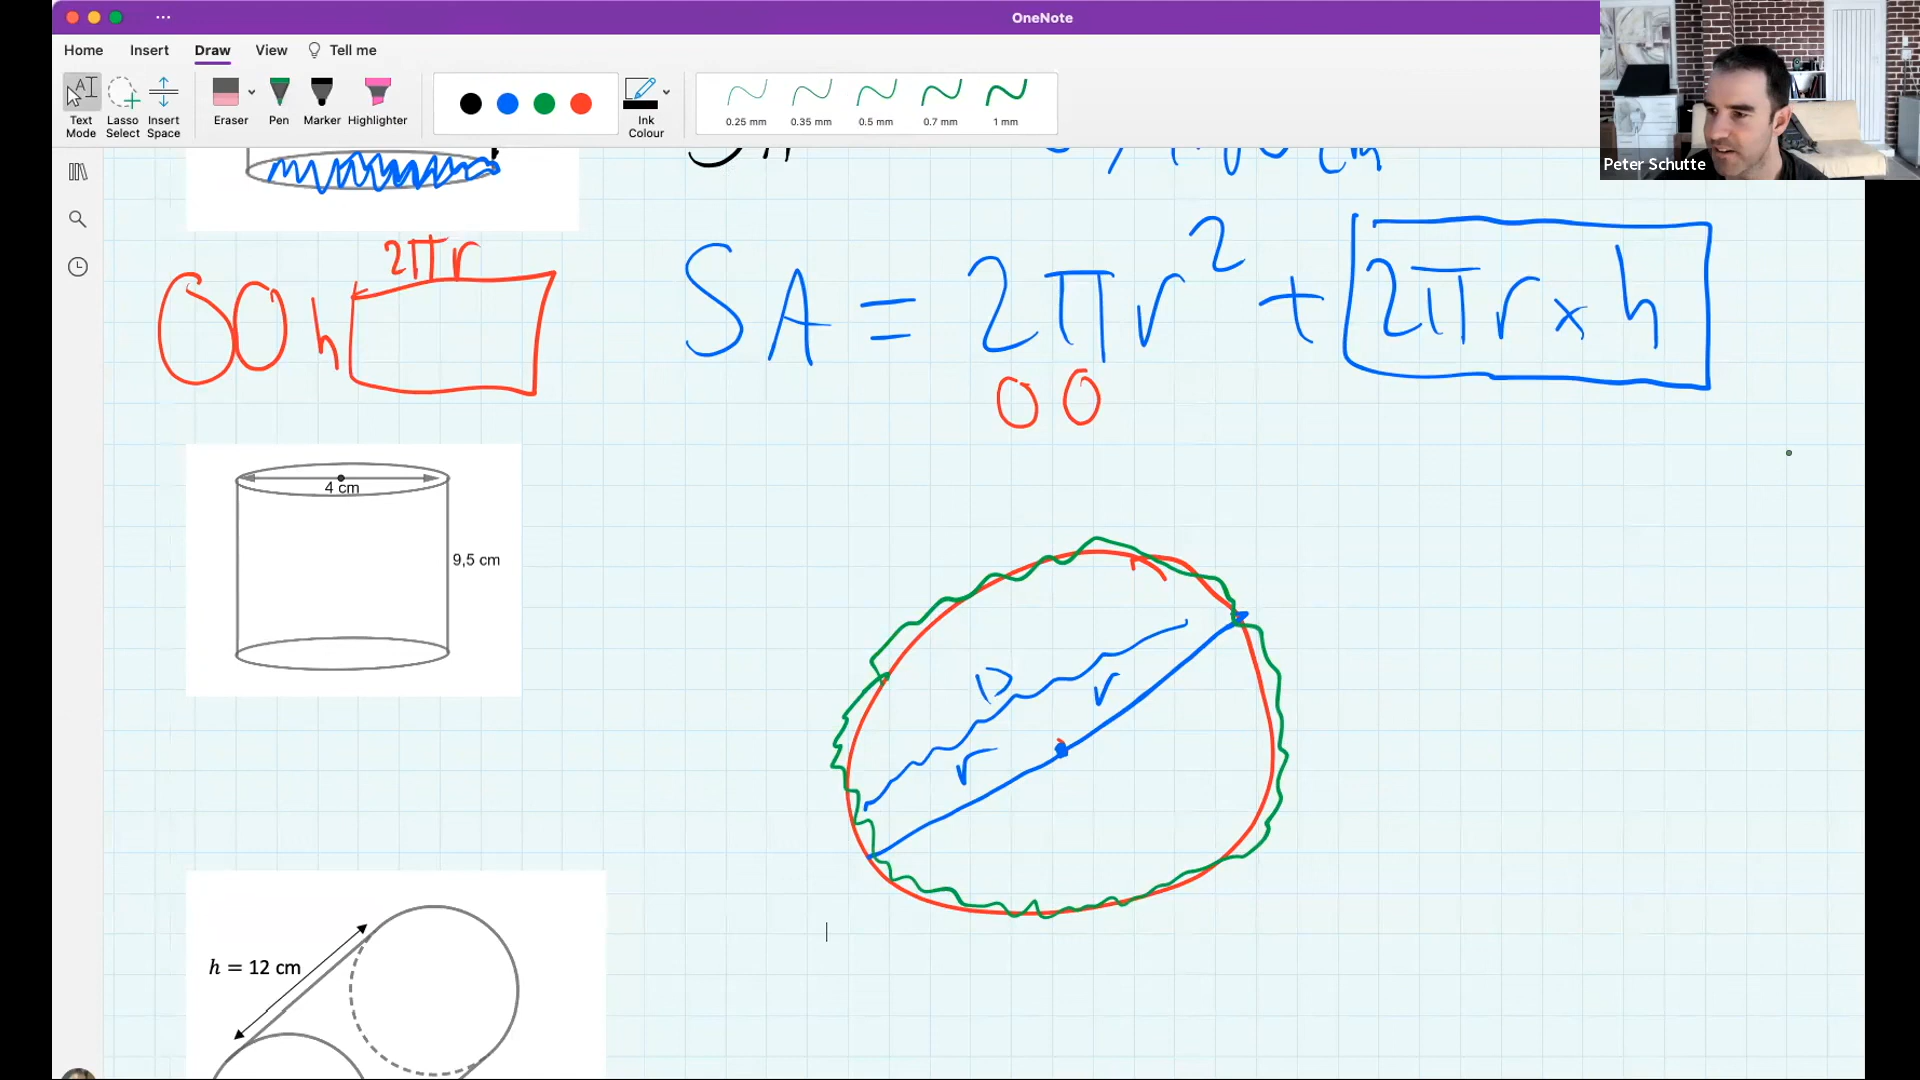 OneNote
Home Insert Draw View Tell me
Text Mode
Lasso Select
Insert Space
Eraser
Pen
Marker
Highlighter
Ink Colour
0.25 mm 0.35 mm 0.5 mm 0.7 mm 1 mm
Peter Schutte
2πr
h
SA = 2πr² + 2πr x h
4 cm
9,5 cm
D
r
r
h = 12 cm